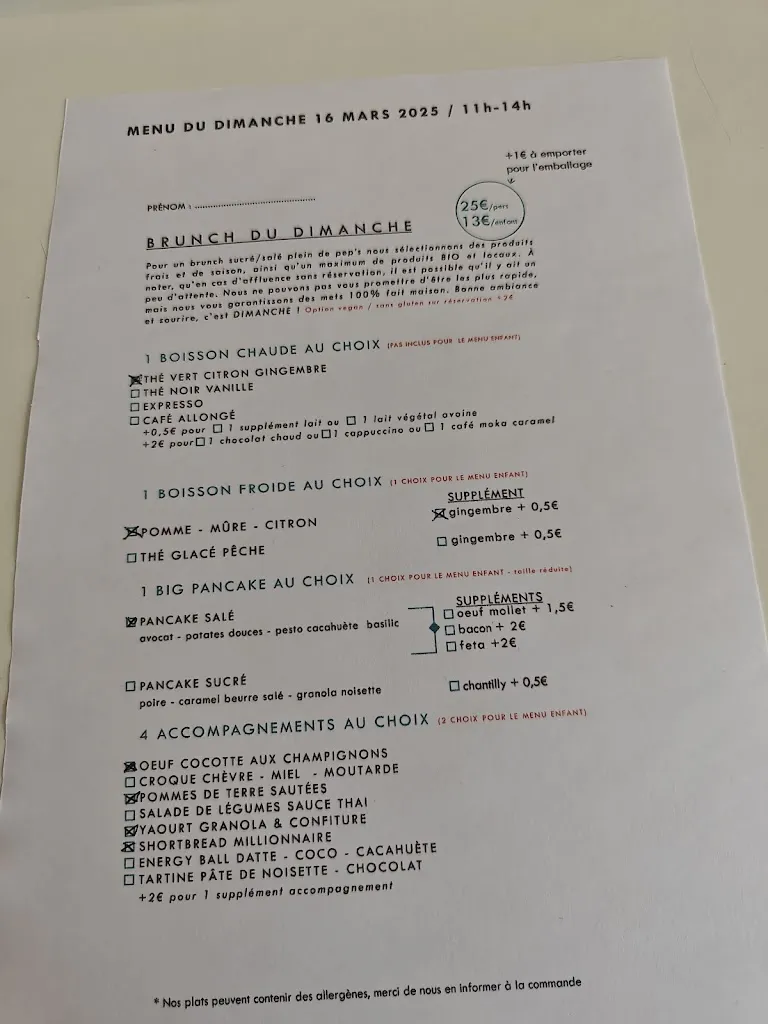 MENU DU DIMANCHE 16 MARS 2025 / 11h-14h
+1€ à emporter
pour l'emballage
PRÉNOM : ........................................
25€/pers
13€/enfant
BRUNCH DU DIMANCHE
Pour un brunch sucré/salé plein de pep's nous sélectionnons des produits
frais et de saison, ainsi qu'un maximum de produits BIO et locaux. À
noter, qu'en cas d'affluence sans réservation, il est possible qu'il y ait un
peu d'attente. Nous ne pouvons pas vous promettre d'être les plus rapide,
mais nous vous garantissons des mets 100% fait maison. Bonne ambiance
et sourire, c'est DIMANCHE ! Option vegan / sans gluten sur réservation +2€
1 BOISSON CHAUDE AU CHOIX (PAS INCLUS POUR LE MENU ENFANT)
☒ THÉ VERT CITRON GINGEMBRE
☐ THÉ NOIR VANILLE
☐ EXPRESSO
☐ CAFÉ ALLONGÉ
+0,5€ pour ☐ 1 supplément lait ou ☐ 1 lait végétal avoine
+2€ pour ☐ 1 chocolat chaud ou ☐ 1 cappuccino ou ☐ 1 café moka caramel
1 BOISSON FROIDE AU CHOIX (1 CHOIX POUR LE MENU ENFANT)
SUPPLÉMENT
☒ POMME - MÛRE - CITRON ☒ gingembre + 0,5€
☐ THÉ GLACÉ PÊCHE ☐ gingembre + 0,5€
1 BIG PANCAKE AU CHOIX (1 CHOIX POUR LE MENU ENFANT - taille réduite)
SUPPLÉMENTS
☒ PANCAKE SALÉ ☐ oeuf mollet + 1,5€
avocat - patates douces - pesto cacahuète basilic ☐ bacon + 2€
☐ feta +2€
☐ PANCAKE SUCRÉ ☐ chantilly + 0,5€
poire - caramel beurre salé - granola noisette
4 ACCOMPAGNEMENTS AU CHOIX (2 CHOIX POUR LE MENU ENFANT)
☒ OEUF COCOTTE AUX CHAMPIGNONS
☐ CROQUE CHÈVRE - MIEL - MOUTARDE
☒ POMMES DE TERRE SAUTÉES
☐ SALADE DE LÉGUMES SAUCE THAI
☒ YAOURT GRANOLA & CONFITURE
☒ SHORTBREAD MILLIONNAIRE
☐ ENERGY BALL DATTE - COCO - CACAHUÈTE
☐ TARTINE PÂTE DE NOISETTE - CHOCOLAT
+2€ pour 1 supplément accompagnement
* Nos plats peuvent contenir des allergènes, merci de nous en informer à la commande